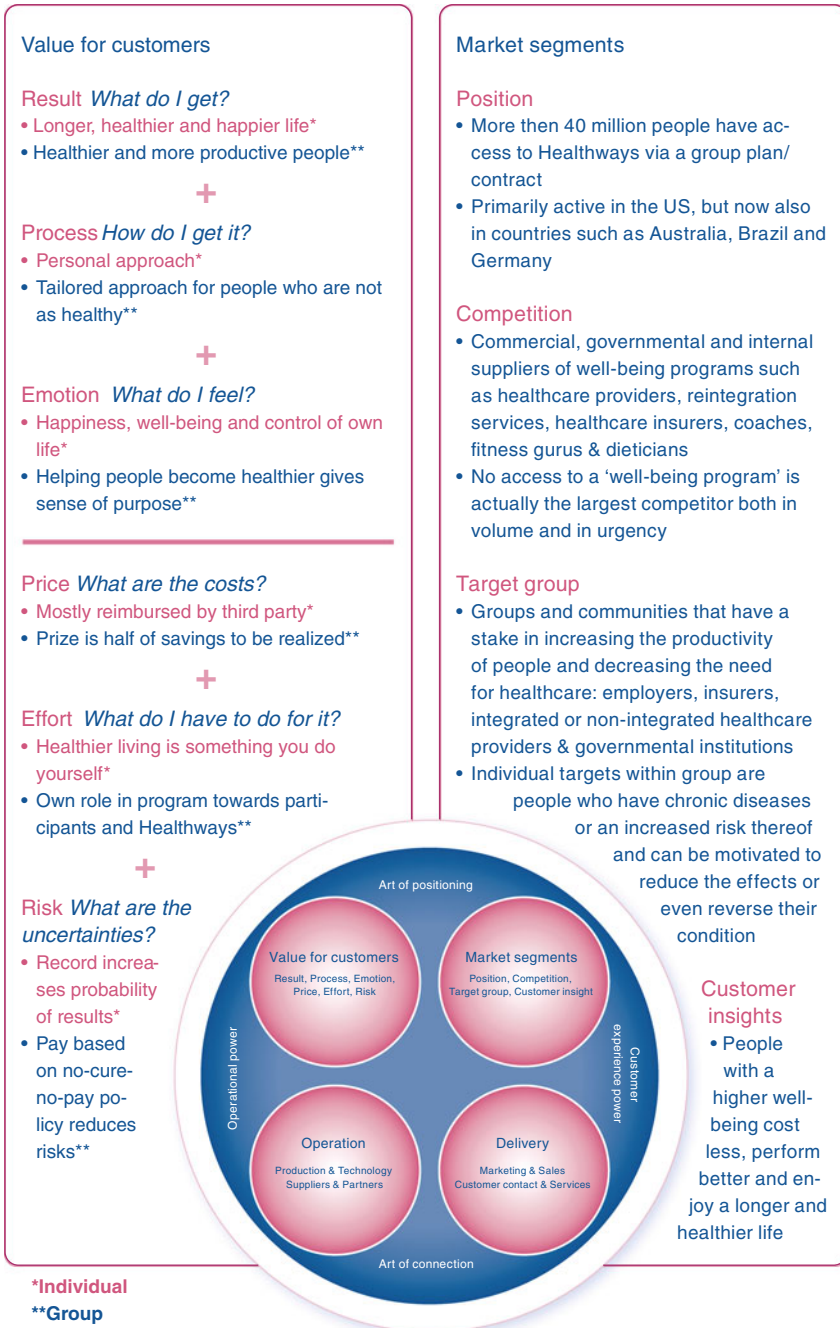 Value for customers
Result What do I get?
• Longer, healthier and happier life*
• Healthier and more productive people**
+
Process How do I get it?
• Personal approach*
• Tailored approach for people who are not
as healthy**
+
Emotion What do I feel?
• Happiness, well-being and control of own
life*
• Helping people become healthier gives
sense of purpose**
Price What are the costs?
• Mostly reimbursed by third party*
• Prize is half of savings to be realized**
+
Effort What do I have to do for it?
• Healthier living is something you do
yourself*
• Own role in program towards parti-
cipants and Healthways**
+
Risk What are the
uncertainties?
• Record increa-
ses probability
of results*
• Pay based
on no-cure-
no-pay po-
licy reduces
risks**
*Individual
**Group
Market segments
Position
• More then 40 million people have ac-
cess to Healthways via a group plan/
contract
• Primarily active in the US, but now also
in countries such as Australia, Brazil and
Germany
Competition
• Commercial, governmental and internal
suppliers of well-being programs such
as healthcare providers, reintegration
services, healthcare insurers, coaches,
fitness gurus & dieticians
• No access to a ‘well-being program’ is
actually the largest competitor both in
volume and in urgency
Target group
• Groups and communities that have a
stake in increasing the productivity
of people and decreasing the need
for healthcare: employers, insurers,
integrated or non-integrated healthcare
providers & governmental institutions
• Individual targets within group are
people who have chronic diseases
or an increased risk thereof
and can be motivated to
reduce the effects or
even reverse their
condition
Customer
insights
• People
with a
higher well-
being cost
less, perform
better and en-
joy a longer and
healthier life
Art of positioning
Value for customers
Result, Process, Emotion,
Price, Effort, Risk
Market segments
Position, Competition,
Target group, Customer insight
Operational power
Customer
experience power
Operation
Production & Technology
Suppliers & Partners
Delivery
Marketing & Sales
Customer contact & Services
Art of connection